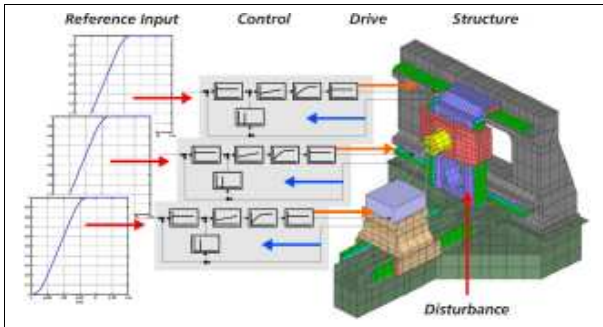 Reference Input
Control
Drive
Structure
Disturbance